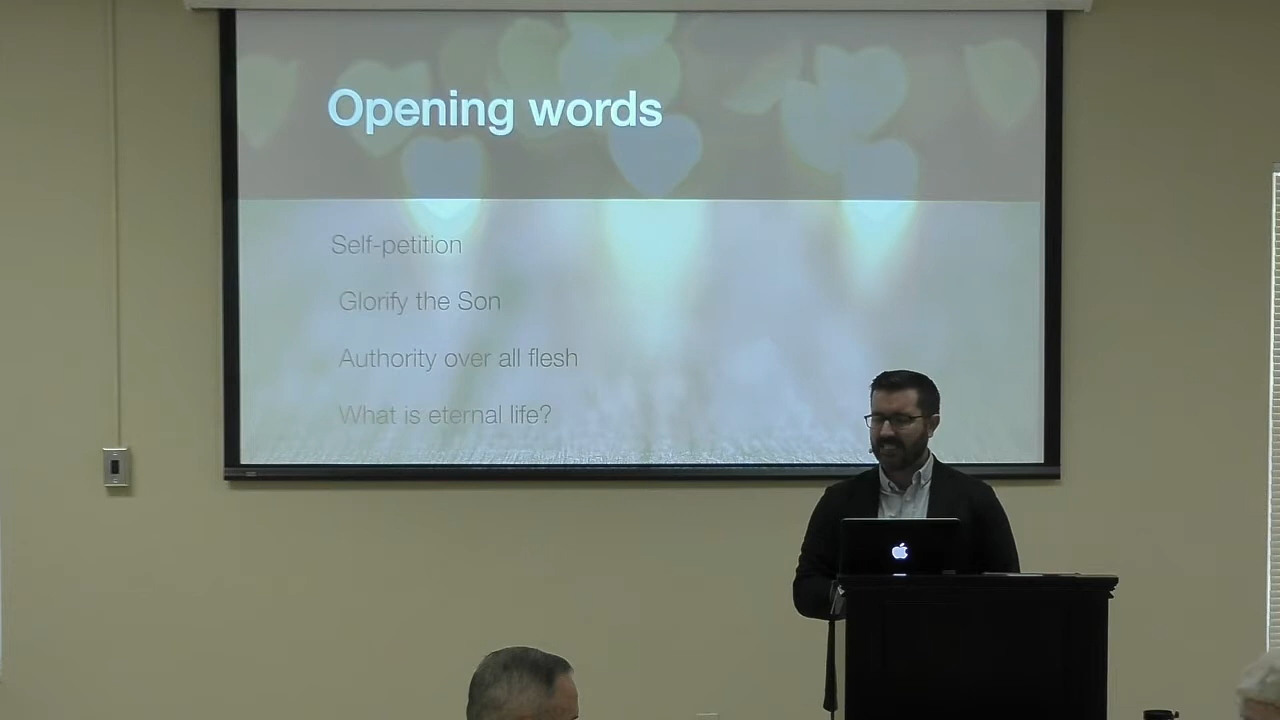 Opening words
Self-petition
Glorify the Son
Authority over all flesh
What is eternal life?